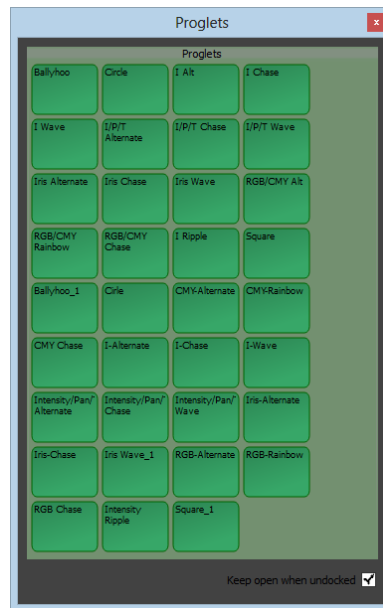 Proglets
x
Proglets
Ballyhoo
Circle
I Alt
I Chase
I Wave
I/P/T
Alternate
I/P/T Chase
I/P/T Wave
Iris Alternate
Iris Chase
Iris Wave
RGB/CMY Alt
RGB/CMY
Rainbow
RGB/CMY
Chase
I Ripple
Square
Ballyhoo_1
Cirle
CMY-Alternate
CMY-Rainbow
CMY Chase
I-Alternate
I-Chase
I-Wave
Intensity/Pan/
Alternate
Intensity/Pan/
Chase
Intensity/Pan/
Wave
Iris-Alternate
Iris-Chase
Iris Wave_1
RGB-Alternate
RGB-Rainbow
RGB Chase
Intensity
Ripple
Square_1
Keep open when undocked